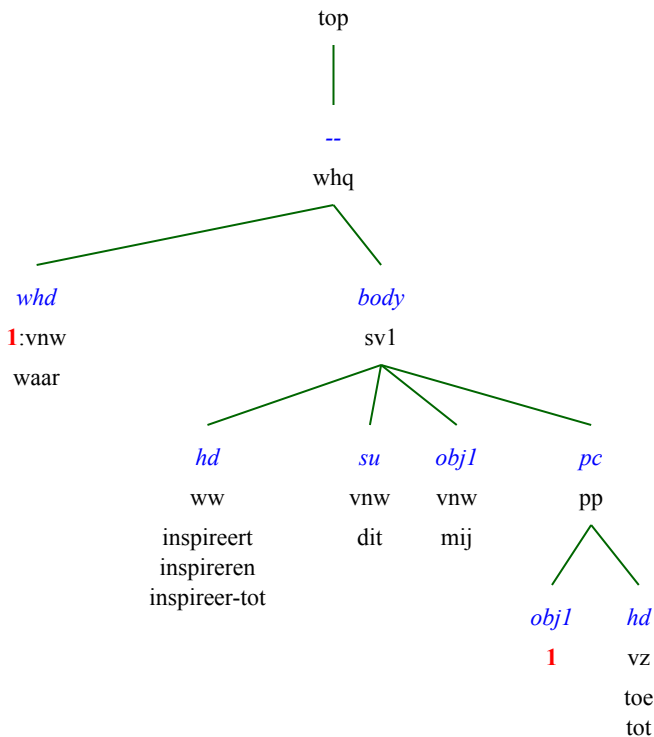 top
--
whq
whd body
1:vnw sv1
waar
hd su obj1 pc
ww vnw vnw pp
inspireert dit mij
inspireren
inspireer-tot
obj1 hd
1 vz
toe
tot